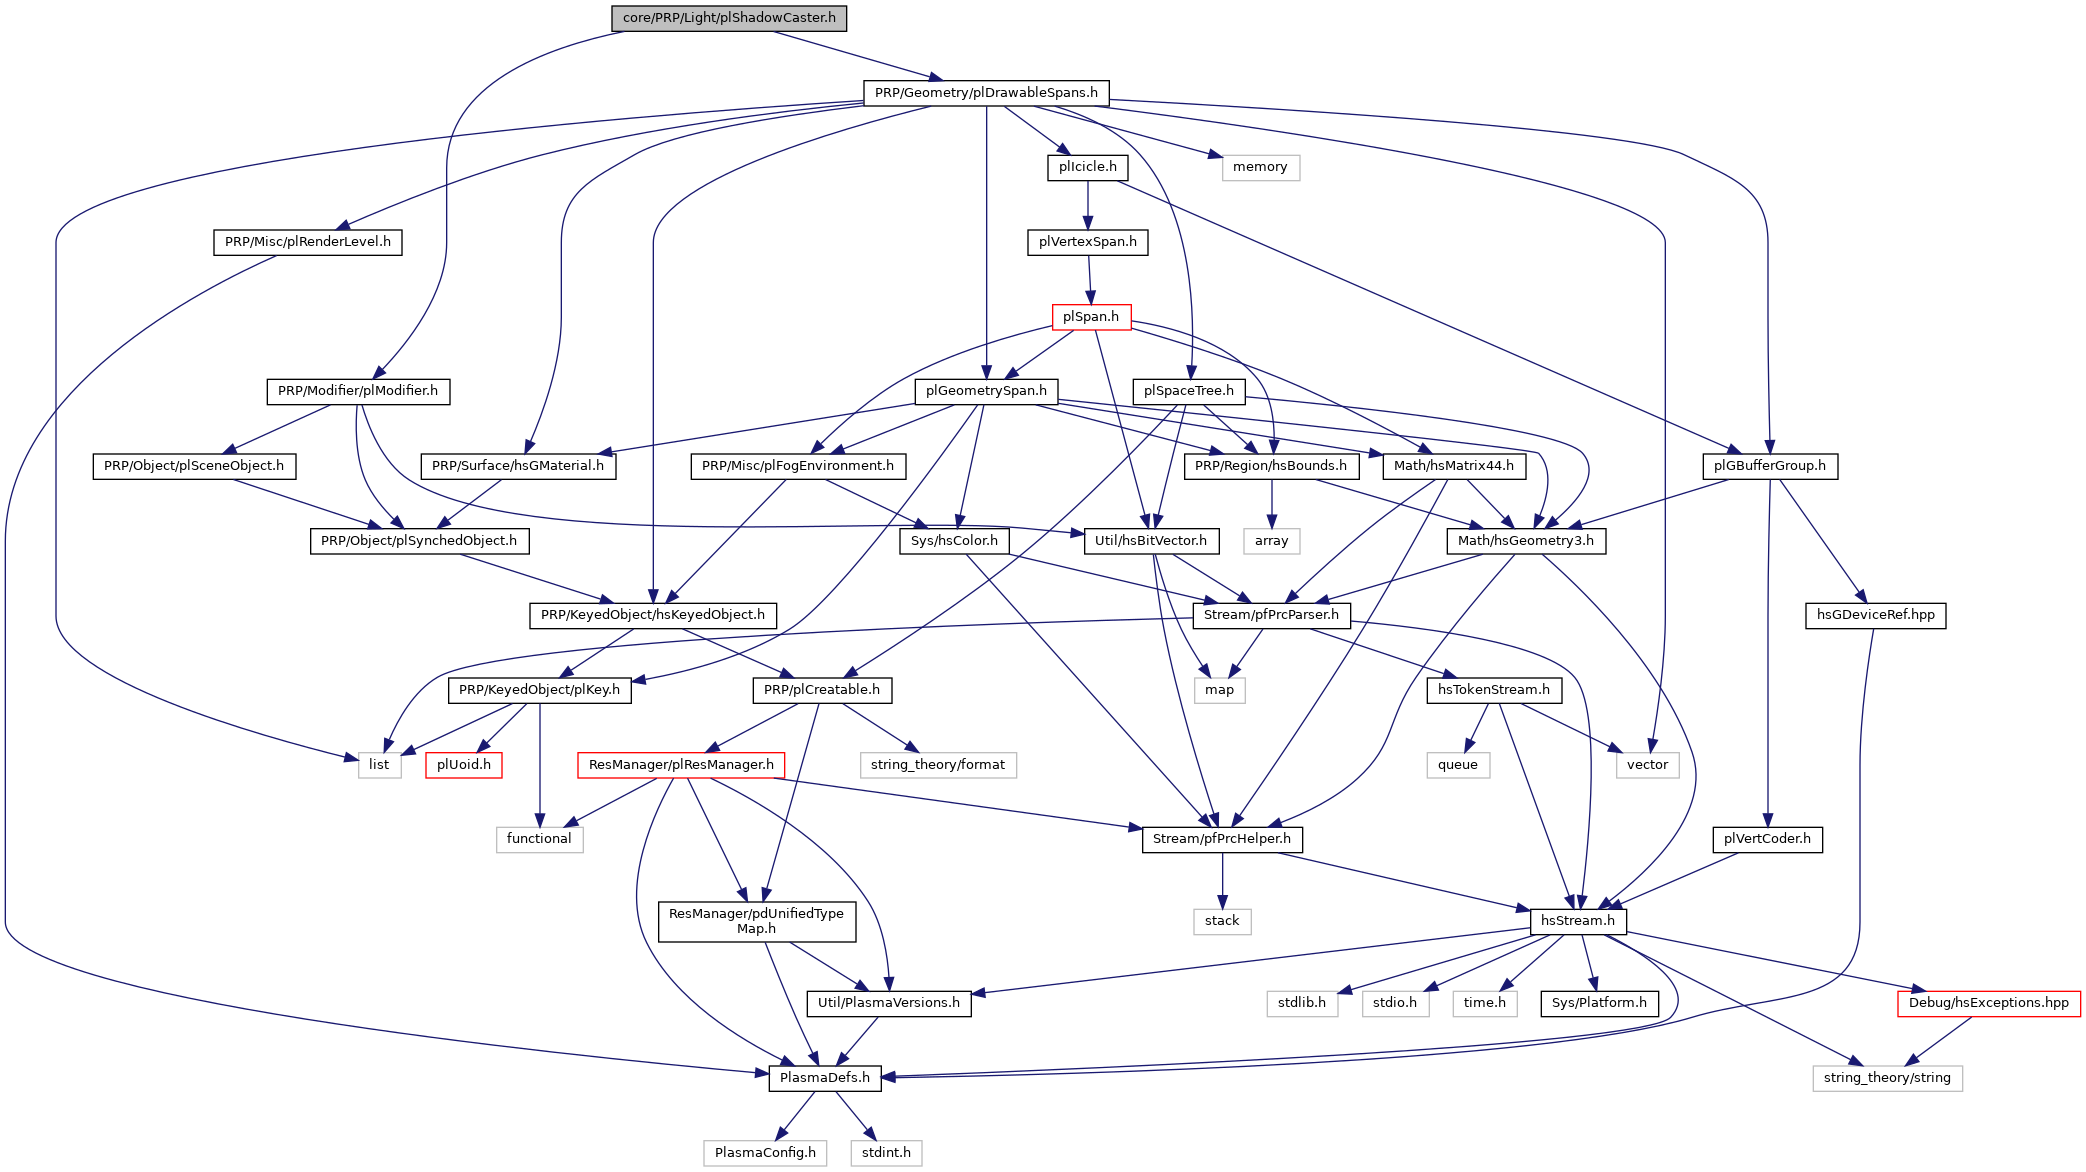 core/PRP/Light/plShadowCaster.h
PRP/Geometry/plDrawableSpans.h
plIcicle.h
memory
PRP/Misc/plRenderLevel.h
plVertexSpan.h
plSpan.h
PRP/Modifier/plModifier.h
plGeometrySpan.h
plSpaceTree.h
PRP/Object/plSceneObject.h
PRP/Surface/hsGMaterial.h
PRP/Misc/plFogEnvironment.h
PRP/Region/hsBounds.h
Math/hsMatrix44.h
plGBufferGroup.h
PRP/Object/plSynchedObject.h
Sys/hsColor.h
Util/hsBitVector.h
array
Math/hsGeometry3.h
PRP/KeyedObject/hsKeyedObject.h
Stream/pfPrcParser.h
hsGDeviceRef.hpp
PRP/KeyedObject/plKey.h
PRP/plCreatable.h
map
hsTokenStream.h
list
plUoid.h
ResManager/plResManager.h
string_theory/format
queue
vector
functional
Stream/pfPrcHelper.h
plVertCoder.h
ResManager/pdUnifiedType
Map.h
stack
hsStream.h
Util/PlasmaVersions.h
stdlib.h
stdio.h
time.h
Sys/Platform.h
Debug/hsExceptions.hpp
PlasmaDefs.h
string_theory/string
PlasmaConfig.h
stdint.h